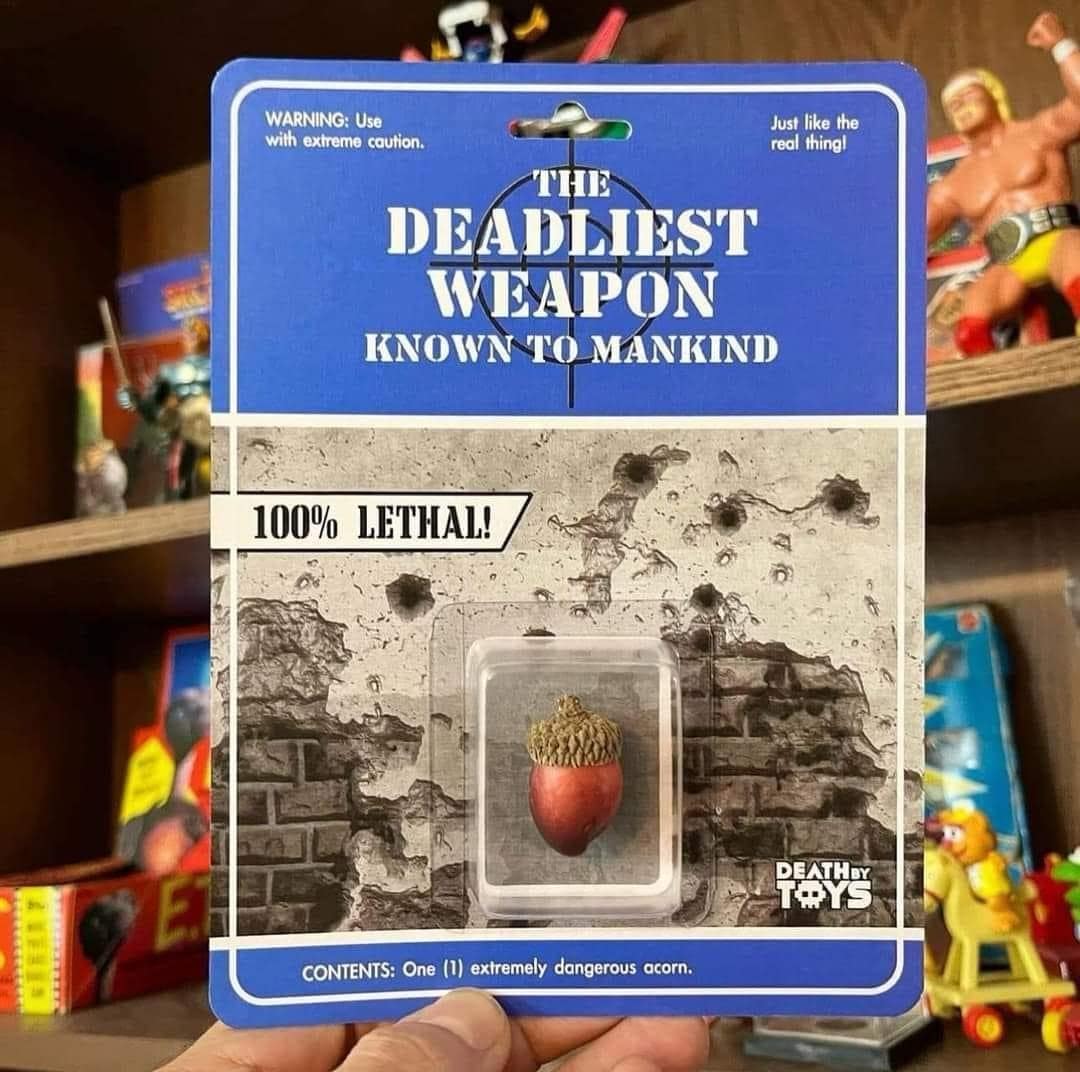 WARNING: Use
with extreme caution.
Just like the
real thing!
THE
DEADLIEST
WEAPON
KNOWN TO MANKIND
100% LETHAL!
DEATH BY
TOYS
CONTENTS: One (1) extremely dangerous acorn.
E.T